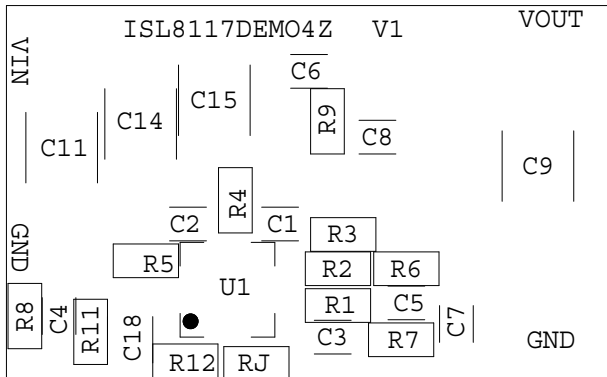 ISL8117DEMO4Z V1
VOUT
VIN
C6
C15
C14
R9
C8
C11
C9
R4
C2
C1
R3
GND
R5
R2
R6
U1
R8
C4
R11
C18
R1
C5
C3
R7
C7
GND
R12
RJ